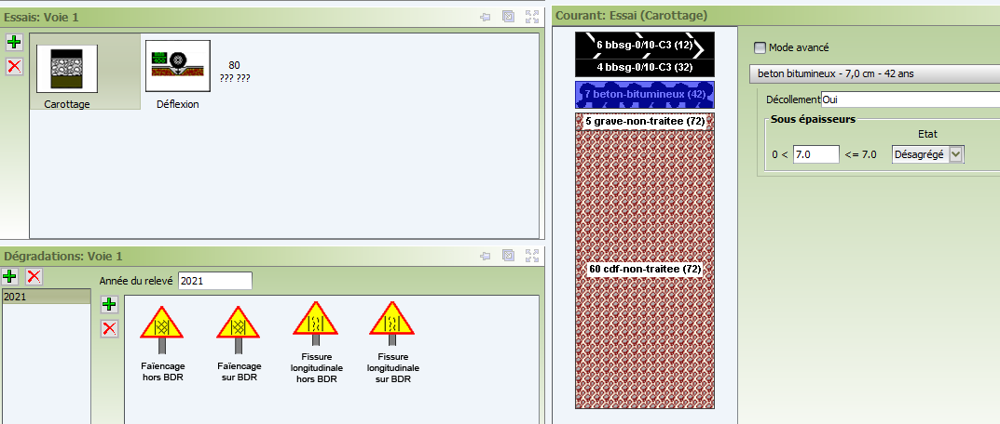 Essais: Voie 1
Carottage
Déflexion
80
??? ???
Dégradations: Voie 1
2021
Année du relevé 2021
Faïencage
hors BDR
Faïencage
sur BDR
Fissure
longitudinale
hors BDR
Fissure
longitudinale
sur BDR
Courant: Essai (Carottage)
6 bbsg-0/10-C3 (12)
4 bbsg-0/10-C3 (32)
7 beton-bitumineux (42)
5 grave-non-traitee (72)
60 cdf-non-traitee (72)
Mode avancé
beton bitumineux - 7,0 cm - 42 ans
Décollement Oui
Sous épaisseurs
Etat
0 < 7.0 <= 7.0 Désagrégé